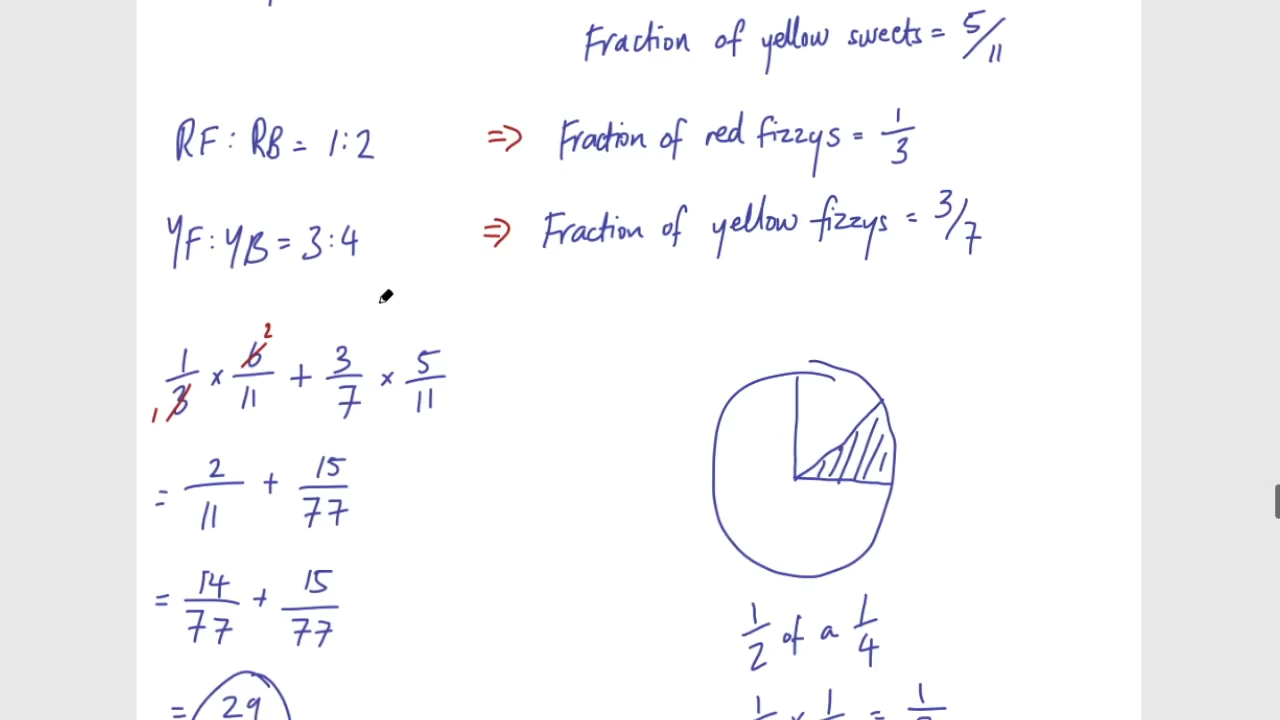 Fraction of yellow sweets = 5/11
RF : RB = 1:2 ⇒ Fraction of red fizzys = 1/3
YF : YB = 3:4 ⇒ Fraction of yellow fizzys = 3/7
2
1/3 × 6/11 + 3/7 × 5/11
1
= 2/11 + 15/77
= 14/77 + 15/77
= 29
1/2 of a 1/4